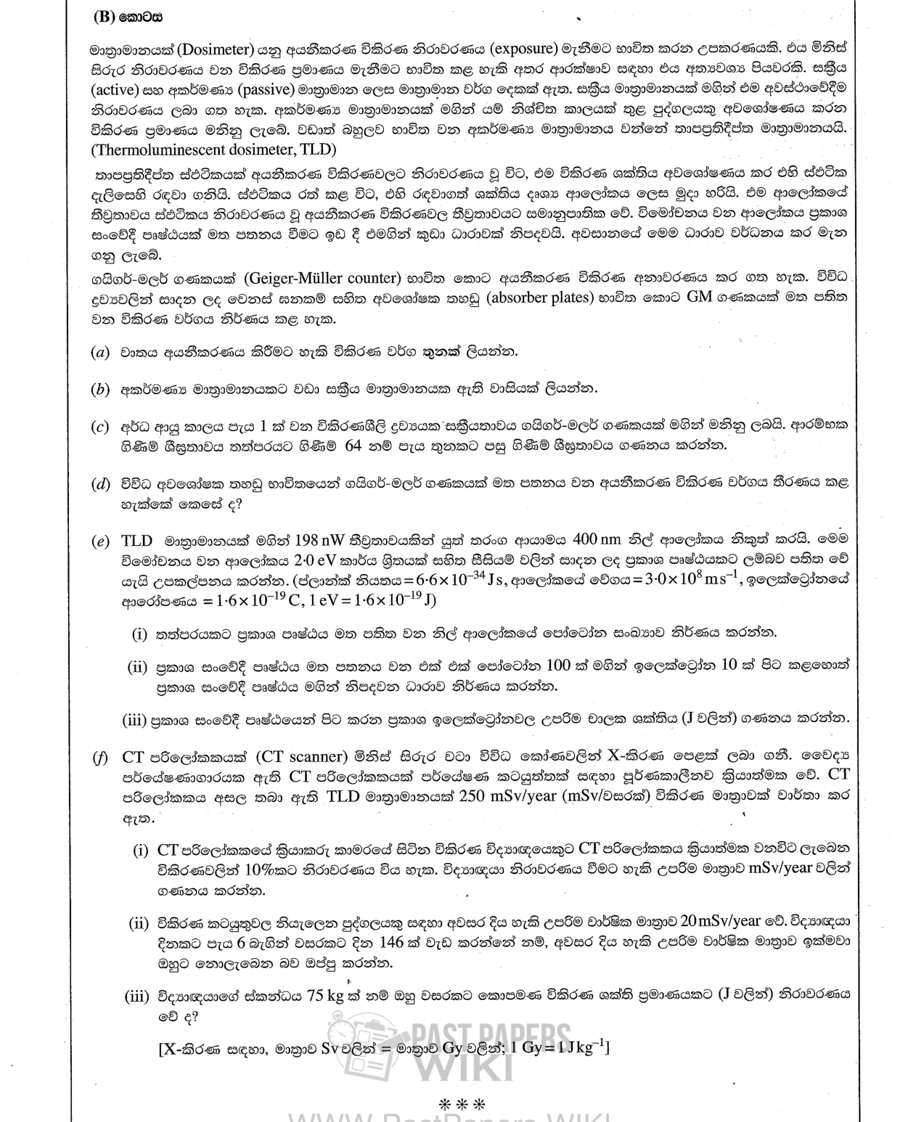 (B) කොටස
මාත්‍රාමානයක් (Dosimeter) යනු අයනීකරණ විකිරණ නිරාවරණය (exposure) මැනීමට භාවිත කරන උපකරණයකි. එය මිනිස්
සිරුර නිරාවරණය වන විකිරණ ප්‍රමාණය මැනීමට භාවිත කළ හැකි අතර ආරක්ෂාව සඳහා එය අත්‍යවශ්‍ය පියවරකි. සක්‍රීය
(active) සහ අකර්මණ්‍ය (passive) මාත්‍රාමාන ලෙස මාත්‍රාමාන වර්ග දෙකක් ඇත. සක්‍රීය මාත්‍රාමානයක් මගින් එම අවස්ථාවේදීම
නිරාවරණය ලබා ගත හැක. අකර්මණ්‍ය මාත්‍රාමානයක් මගින් යම් නිශ්චිත කාලයක් තුළ පුද්ගලයකු අවශෝෂණය කරන
විකිරණ ප්‍රමාණය මනිනු ලැබේ. වඩාත් බහුලව භාවිත වන අකර්මණ්‍ය මාත්‍රාමානය වන්නේ තාපප්‍රතිදීප්ත මාත්‍රාමානයයි.
(Thermoluminescent dosimeter, TLD)
තාපප්‍රතිදීප්ත ස්ඵටිකයක් අයනීකරණ විකිරණවලට නිරාවරණය වූ විට, එම විකිරණ ශක්තිය අවශෝෂණය කර එහි ස්ඵටික
දැලිසෙහි රඳවා ගනියි. ස්ඵටිකය රත් කළ විට, එහි රඳවාගත් ශක්තිය දෘශ්‍ය ආලෝකය ලෙස මුදා හරියි. එම ආලෝකයේ
තීව්‍රතාවය ස්ඵටිකය නිරාවරණය වූ අයනීකරණ විකිරණවල තීව්‍රතාවයට සමානුපාතික වේ. විමෝචනය වන ආලෝකය ප්‍රකාශ
සංවේදී පෘෂ්ඨයක් මත පතනය වීමට ඉඩ දී එමගින් කුඩා ධාරාවක් නිපදවයි. අවසානයේ මෙම ධාරාව වර්ධනය කර මැන
ගනු ලැබේ.
ගයිගර්-මලර් ගණකයක් (Geiger-Müller counter) භාවිත කොට අයනීකරණ විකිරණ අනාවරණය කර ගත හැක. විවිධ
ද්‍රව්‍යවලින් සාදන ලද වෙනස් ඝනකම් සහිත අවශෝෂක තහඩු (absorber plates) භාවිත කොට GM ගණකයක් මත පතිත
වන විකිරණ වර්ගය නිර්ණය කළ හැක.
(a) වාතය අයනීකරණය කිරීමට හැකි විකිරණ වර්ග තුනක් ලියන්න.
(b) අකර්මණ්‍ය මාත්‍රාමානයකට වඩා සක්‍රීය මාත්‍රාමානයක ඇති වාසියක් ලියන්න.
(c) අර්ධ ආයු කාලය පැය 1 ක් වන විකිරණශීලි ද්‍රව්‍යයක සක්‍රීයතාවය ගයිගර්-මලර් ගණකයක් මගින් මනිනු ලබයි. ආරම්භක
ගිණිම් ශීඝ්‍රතාවය තත්පරයට ගිණිම් 64 නම් පැය තුනකට පසු ගිණිම් ශීඝ්‍රතාවය ගණනය කරන්න.
(d) විවිධ අවශෝෂක තහඩු භාවිතයෙන් ගයිගර්-මලර් ගණකයක් මත පතනය වන අයනීකරණ විකිරණ වර්ගය තීරණය කළ
හැක්කේ කෙසේ ද?
(e) TLD මාත්‍රාමානයක් මගින් 198 nW තීව්‍රතාවයකින් යුත් තරංග ආයාමය 400 nm නිල් ආලෝකය නිකුත් කරයි. මෙම
විමෝචනය වන ආලෝකය 2·0 eV කාර්ය ශ්‍රිතයක් සහිත සීසියම් වලින් සාදන ලද ප්‍රකාශ පෘෂ්ඨයකට ලම්බව පතිත වේ
යැයි උපකල්පනය කරන්න. (ප්ලාන්ක් නියතය = 6·6 × 10⁻³⁴ J s, ආලෝකයේ වේගය = 3·0 × 10⁸ m s⁻¹, ඉලෙක්ට්‍රෝනයේ
ආරෝපණය = 1·6 × 10⁻¹⁹ C, 1 eV = 1·6 × 10⁻¹⁹ J)
(i) තත්පරයකට ප්‍රකාශ පෘෂ්ඨය මත පතිත වන නිල් ආලෝකයේ පෝටෝන සංඛ්‍යාව නිර්ණය කරන්න.
(ii) ප්‍රකාශ සංවේදී පෘෂ්ඨය මත පතනය වන එක් එක් පෝටෝන 100 ක් මගින් ඉලෙක්ට්‍රෝන 10 ක් පිට කළහොත්
ප්‍රකාශ සංවේදී පෘෂ්ඨය මගින් නිපදවන ධාරාව නිර්ණය කරන්න.
(iii) ප්‍රකාශ සංවේදී පෘෂ්ඨයෙන් පිට කරන ප්‍රකාශ ඉලෙක්ට්‍රෝනවල උපරිම චාලක ශක්තිය (J වලින්) ගණනය කරන්න.
(f) CT පරිලෝකකයක් (CT scanner) මිනිස් සිරුර වටා විවිධ කෝණවලින් X-කිරණ පෙළක් ලබා ගනී. වෛද්‍ය
පර්යේෂණාගාරයක ඇති CT පරිලෝකකයක් පර්යේෂණ කටයුත්තක් සඳහා පූර්ණකාලීනව ක්‍රියාත්මක වේ. CT
පරිලෝකකය අසල තබා ඇති TLD මාත්‍රාමානයක් 250 mSv/year (mSv/වසරක්) විකිරණ මාත්‍රාවක් වාර්තා කර
ඇත.
(i) CT පරිලෝකකයේ ක්‍රියාකරු කාමරයේ සිටින විකිරණ විද්‍යාඥයෙකුට CT පරිලෝකකය ක්‍රියාත්මක වනවිට ලැබෙන
විකිරණවලින් 10%කට නිරාවරණය විය හැක. විද්‍යාඥයා නිරාවරණය වීමට හැකි උපරිම මාත්‍රාව mSv/year වලින්
ගණනය කරන්න.
(ii) විකිරණ කටයුතුවල නියැලෙන පුද්ගලයකු සඳහා අවසර දිය හැකි උපරිම වාර්ෂික මාත්‍රාව 20 mSv/year වේ. විද්‍යාඥයා
දිනකට පැය 6 බැගින් වසරකට දින 146 ක් වැඩ කරන්නේ නම්, අවසර දිය හැකි උපරිම වාර්ෂික මාත්‍රාව ඉක්මවා
ඔහුට නොලැබෙන බව ඔප්පු කරන්න.
(iii) විද්‍යාඥයාගේ ස්කන්ධය 75 kg ක් නම් ඔහු වසරකට කොපමණ විකිරණ ශක්ති ප්‍රමාණයකට (J වලින්) නිරාවරණය
වේ ද?
[X-කිරණ සඳහා, මාත්‍රාව Sv වලින් = මාත්‍රාව Gy වලින්; 1 Gy = 1 J kg⁻¹]
PAST PAPERS
WIKI
***
WWW.PastPapers.WIKI